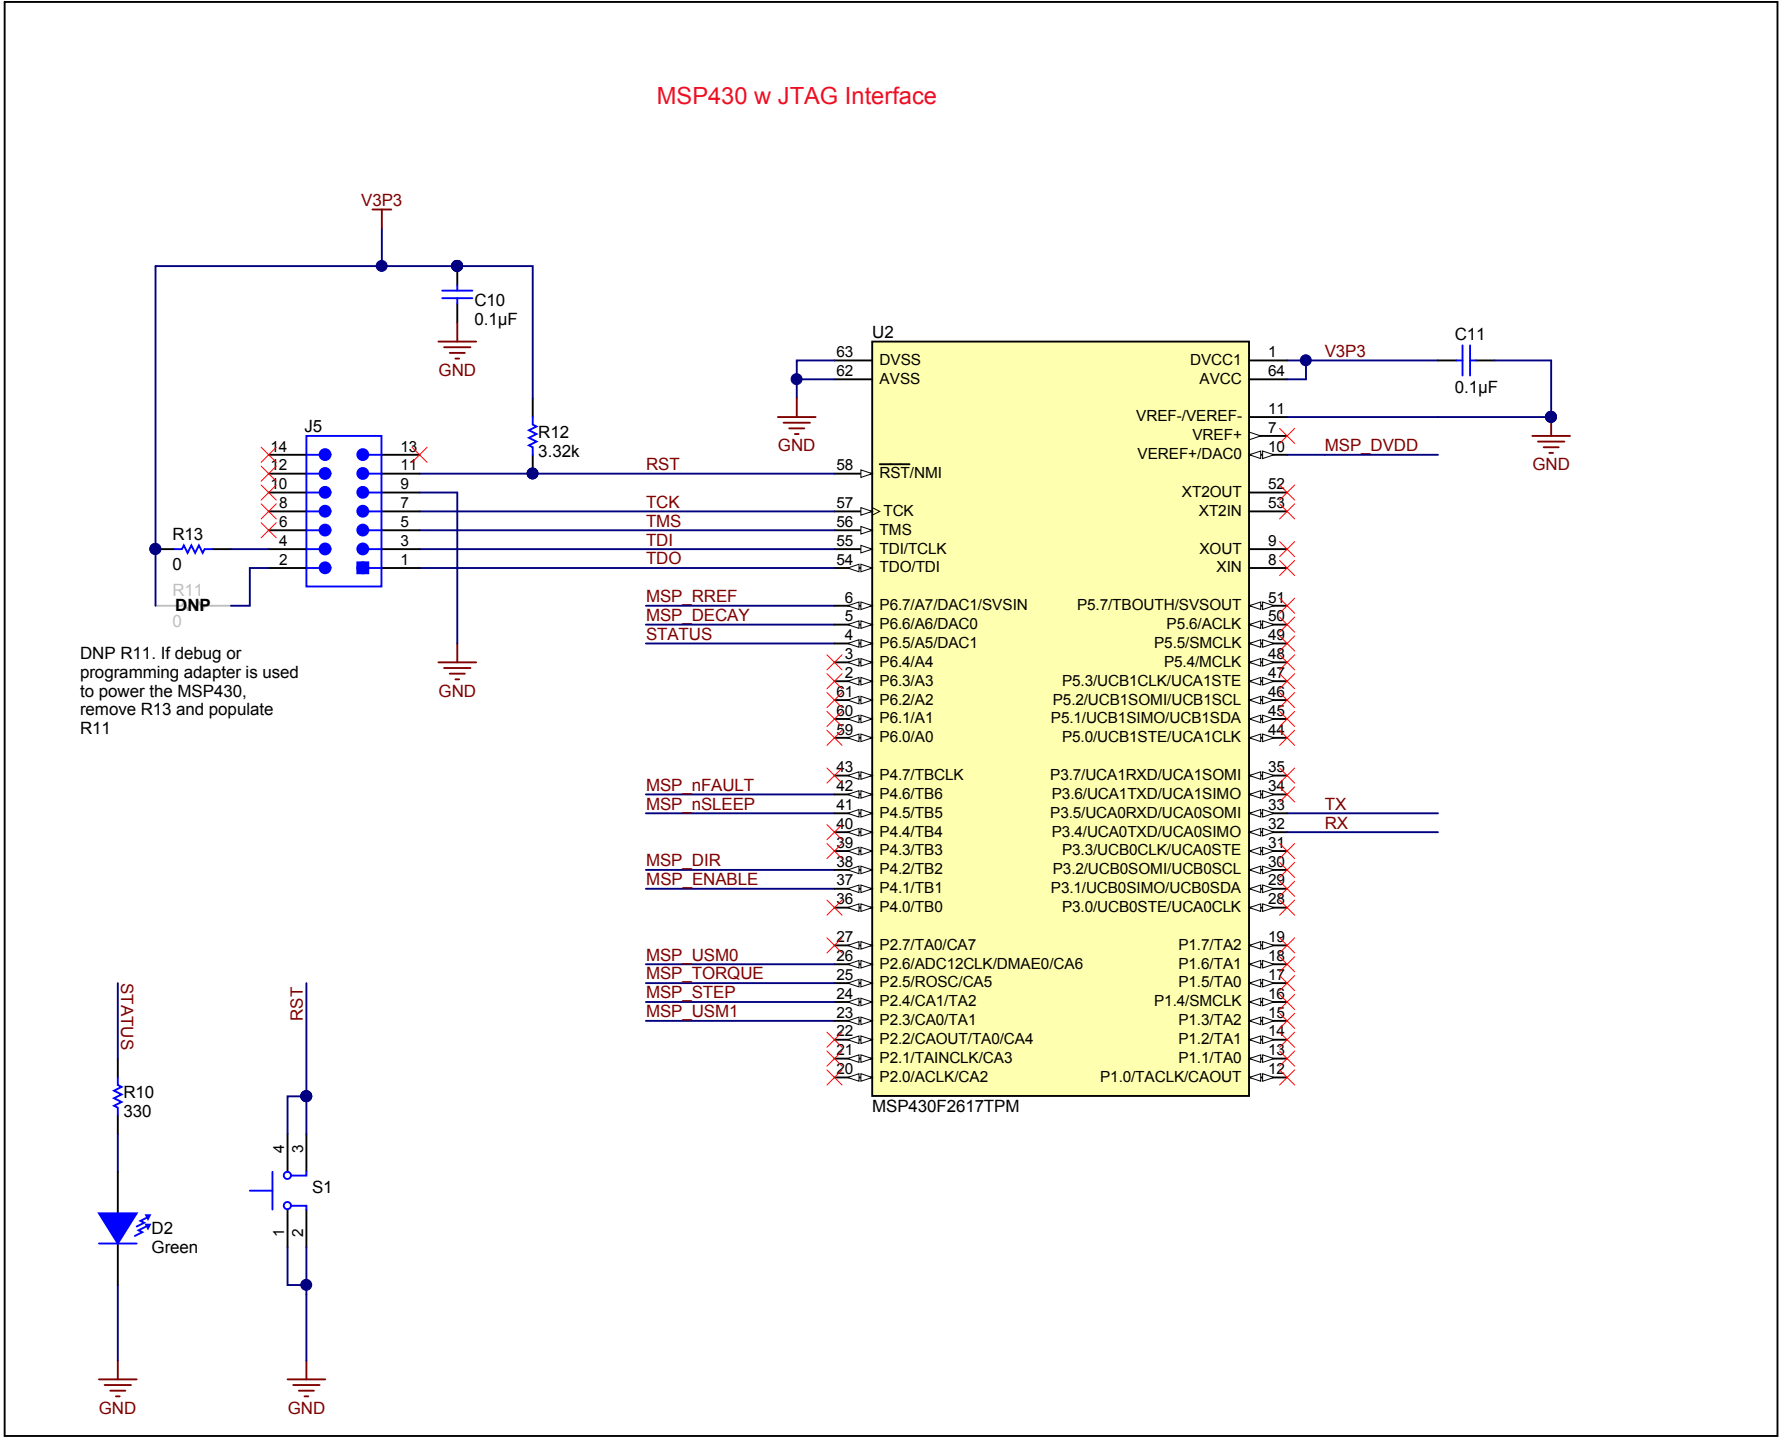 MSP430 w JTAG Interface
V3P3
C10
0.1µF
GND
R12
3.32k
J5
14
12
10
8
6
4
2
13
11
9
7
5
3
1
R13
0
R11
DNP
0
DNP R11. If debug or
programming adapter is used
to power the MSP430,
remove R13 and populate
R11
GND
RST
TCK
TMS
TDI
TDO
MSP_RREF
MSP_DECAY
STATUS
MSP_nFAULT
MSP_nSLEEP
MSP_DIR
MSP_ENABLE
MSP_USM0
MSP_TORQUE
MSP_STEP
MSP_USM1
GND
U2
63 DVSS
62 AVSS
58 RST/NMI
57 TCK
56 TMS
55 TDI/TCLK
54 TDO/TDI
6 P6.7/A7/DAC1/SVSIN
5 P6.6/A6/DAC0
4 P6.5/A5/DAC1
3 P6.4/A4
2 P6.3/A3
61 P6.2/A2
60 P6.1/A1
59 P6.0/A0
43 P4.7/TBCLK
42 P4.6/TB6
41 P4.5/TB5
40 P4.4/TB4
39 P4.3/TB3
38 P4.2/TB2
37 P4.1/TB1
36 P4.0/TB0
27 P2.7/TA0/CA7
26 P2.6/ADC12CLK/DMAE0/CA6
25 P2.5/ROSC/CA5
24 P2.4/CA1/TA2
23 P2.3/CA0/TA1
22 P2.2/CAOUT/TA0/CA4
21 P2.1/TAINCLK/CA3
20 P2.0/ACLK/CA2
DVCC1 1
AVCC 64
VREF-/VEREF- 11
VREF+ 7
VEREF+/DAC0 10
XT2OUT 52
XT2IN 53
XOUT 9
XIN 8
P5.7/TBOUTH/SVSOUT 51
P5.6/ACLK 50
P5.5/SMCLK 49
P5.4/MCLK 48
P5.3/UCB1CLK/UCA1STE 47
P5.2/UCB1SOMI/UCB1SCL 46
P5.1/UCB1SIMO/UCB1SDA 45
P5.0/UCB1STE/UCA1CLK 44
P3.7/UCA1RXD/UCA1SOMI 35
P3.6/UCA1TXD/UCA1SIMO 34
P3.5/UCA0RXD/UCA0SOMI 33
P3.4/UCA0TXD/UCA0SIMO 32
P3.3/UCB0CLK/UCA0STE 31
P3.2/UCB0SOMI/UCB0SCL 30
P3.1/UCB0SIMO/UCB0SDA 29
P3.0/UCB0STE/UCA0CLK 28
P1.7/TA2 19
P1.6/TA1 18
P1.5/TA0 17
P1.4/SMCLK 16
P1.3/TA2 15
P1.2/TA1 14
P1.1/TA0 13
P1.0/TACLK/CAOUT 12
MSP430F2617TPM
V3P3
C11
0.1µF
GND
MSP_DVDD
TX
RX
STATUS
R10
330
D2
Green
GND
RST
4
3
S1
1
2
GND